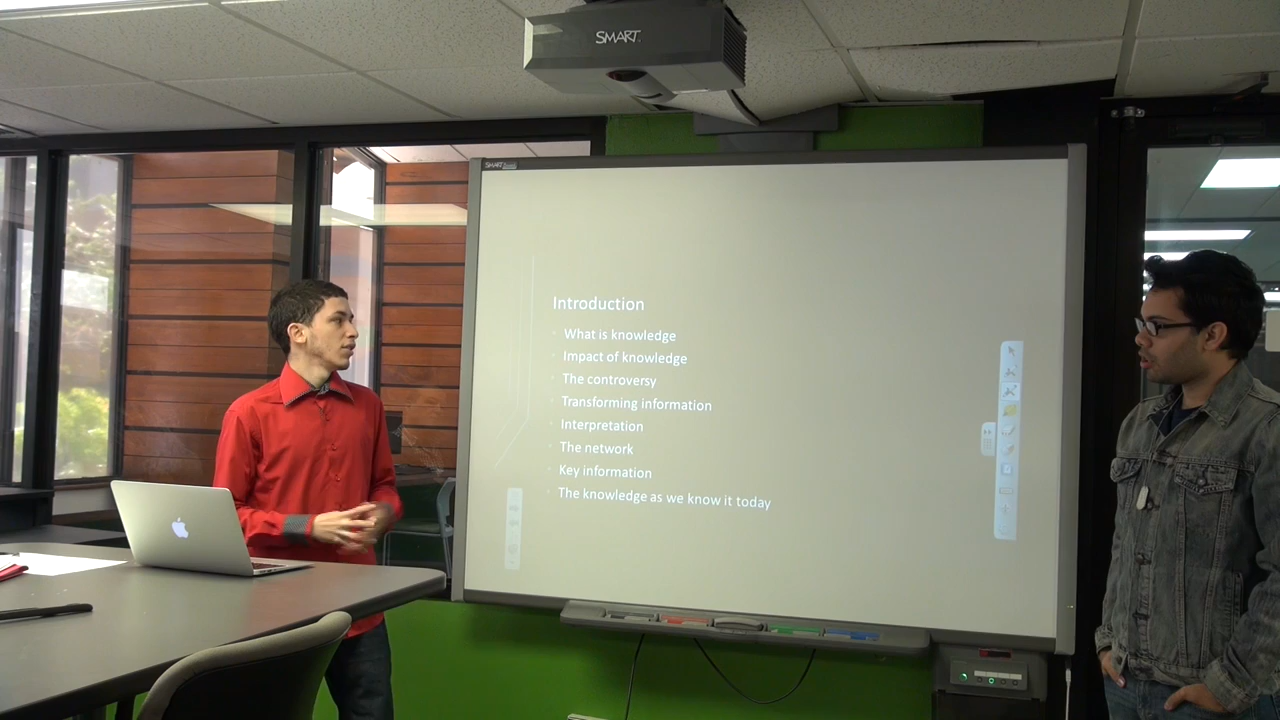 SMART
SMART
Introduction
What is knowledge
Impact of knowledge
The controversy
Transforming information
Interpretation
The network
Key information
The knowledge as we know it today